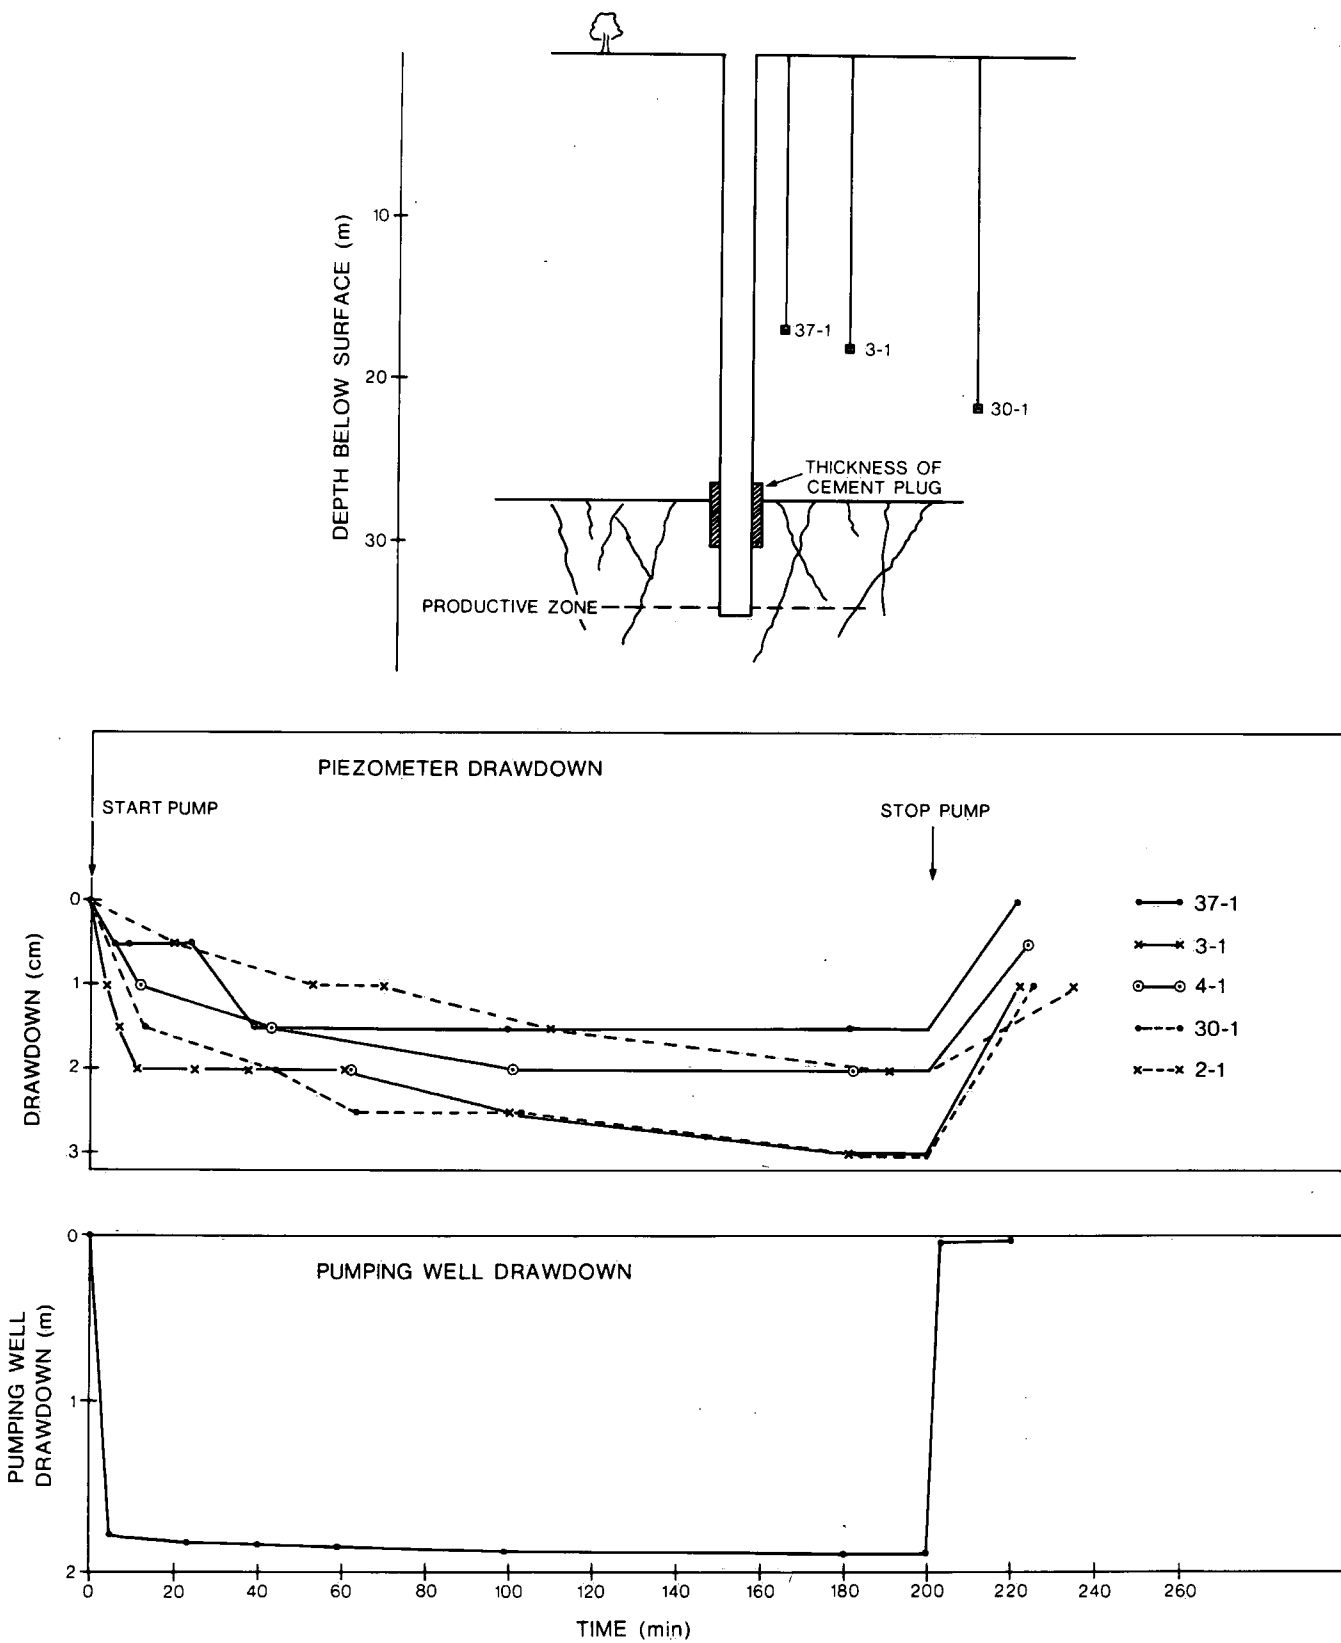 DEPTH BELOW SURFACE (m)
10
20
30
37-1
3-1
30-1
THICKNESS OF
CEMENT PLUG
PRODUCTIVE ZONE
PIEZOMETER DRAWDOWN
START PUMP
STOP PUMP
DRAWDOWN (cm)
0
1
2
3
37-1
3-1
4-1
30-1
2-1
PUMPING WELL DRAWDOWN
PUMPING WELL
DRAWDOWN (m)
0
1
2
0 20 40 60 80 100 120 140 160 180 200 220 240 260
TIME (min)